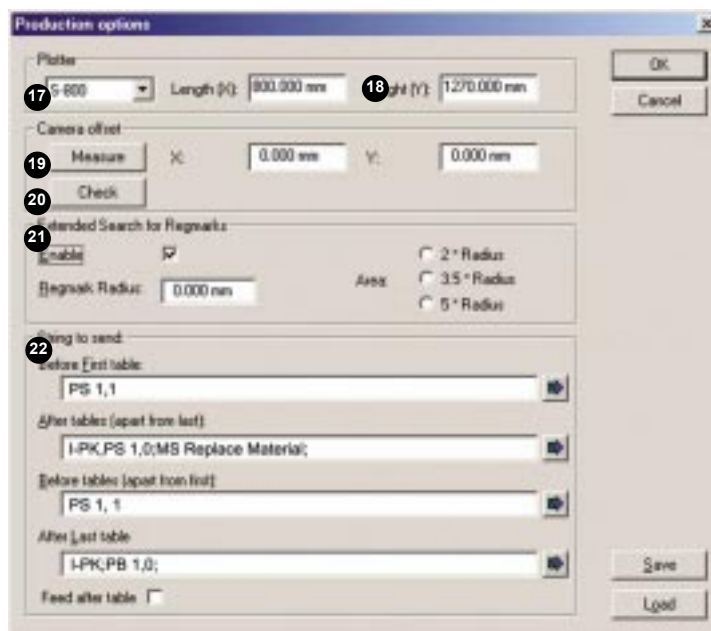 Production options
Plotter
OK
17 S-800 Length (X): 800.000 mm 18 ght (Y): 1270.000 mm
Cancel
Camera offset
19 Measure X: 0.000 mm Y: 0.000 mm
20 Check
Extended Search for Regmarks
21
Enable 2 * Radius
Regmark Radius: 0.000 mm Area: 3.5 * Radius
5 * Radius
22 String to send:
Before First table:
PS 1,1
After tables (apart from last):
I-PK,PS 1,0;MS Replace Material;
Before tables (apart from first):
PS 1, 1
After Last table
I-PK;PB 1,0;
Save
Feed after table
Load